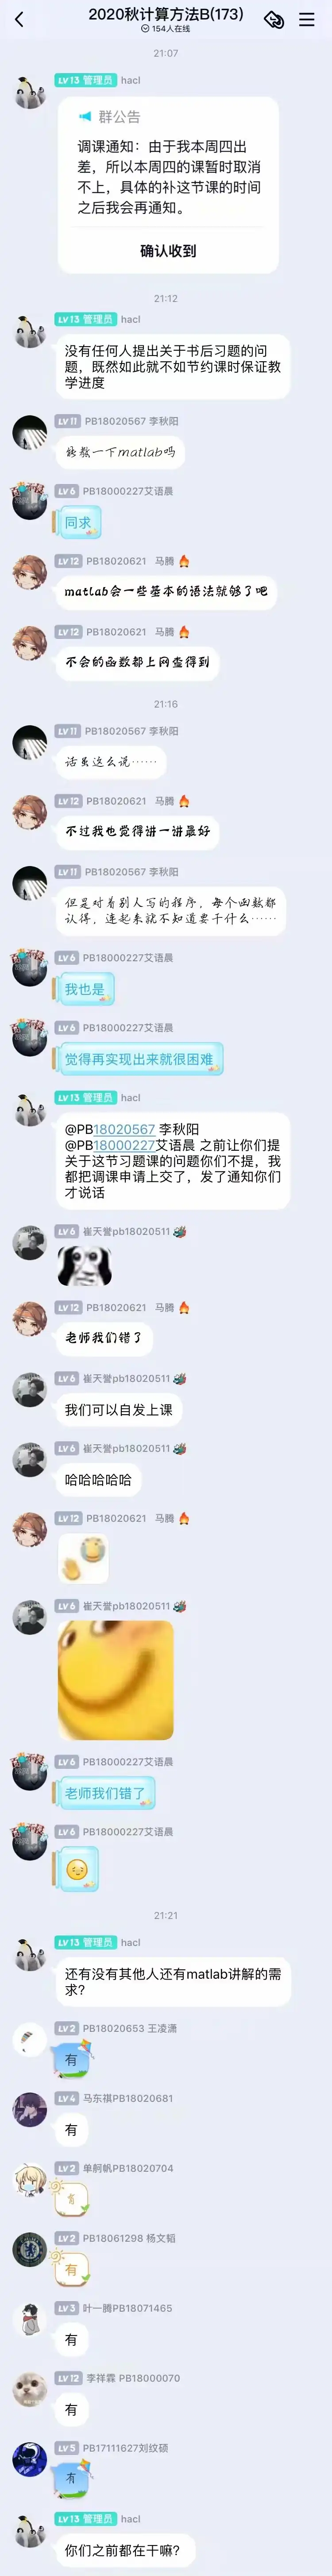 2020秋计算方法B(173)
154人在线
21:07
LV13 管理员 hacl
群公告
调课通知：由于我本周四出
差，所以本周四的课暂时取消
不上，具体的补这节课的时间
之后我会再通知。
确认收到
21:12
LV13 管理员 hacl
没有任何人提出关于书后习题的问
题，既然如此就不如节约课时保证教
学进度
LV11 PB18020567 李秋阳
能教一下matlab吗
LV6 PB18000227艾语晨
同求
LV12 PB18020621 马腾
matlab会一些基本的语法就够了吧
LV12 PB18020621 马腾
不会的函数都上网查得到
21:16
LV11 PB18020567 李秋阳
话虽这么说……
LV12 PB18020621 马腾
不过我也觉得讲一讲最好
LV11 PB18020567 李秋阳
但是对着别人写的程序，每个函数都
认得，连起来就不知道要干什么……
LV6 PB18000227艾语晨
我也是
LV6 PB18000227艾语晨
觉得再实现出来就很困难
LV13 管理员 hacl
@PB18020567 李秋阳
@PB18000227艾语晨 之前让你们提
关于这节习题课的问题你们不提，我
都把调课申请上交了，发了通知你们
才说话
LV6 崔天誉pb18020511
LV12 PB18020621 马腾
老师我们错了
LV6 崔天誉pb18020511
我们可以自发上课
LV6 崔天誉pb18020511
哈哈哈哈哈
LV12 PB18020621 马腾
LV6 崔天誉pb18020511
LV6 PB18000227艾语晨
老师我们错了
LV6 PB18000227艾语晨
21:21
LV13 管理员 hacl
还有没有其他人还有matlab讲解的需
求？
LV2 PB18020653 王凌潇
有
LV4 马东祺PB18020681
有
LV2 单舸帆PB18020704
有
LV2 PB18061298 杨文韬
有
LV3 叶一腾PB18071465
有
LV12 李祥霖 PB18000070
有
LV5 PB17111627刘纹硕
有
LV13 管理员 hacl
你们之前都在干嘛？